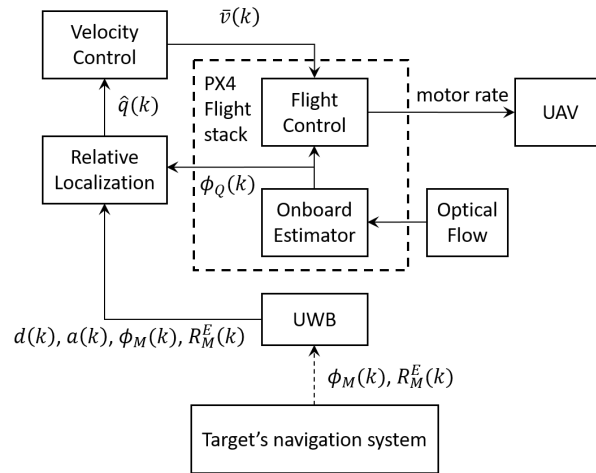 v̄(k)
Velocity
Control
PX4
Flight
stack
Flight
Control
motor rate
UAV
q̂(k)
Relative
Localization
ϕ_Q(k)
Onboard
Estimator
Optical
Flow
UWB
d(k), a(k), ϕ_M(k), R_M^E(k)
ϕ_M(k), R_M^E(k)
Target's navigation system